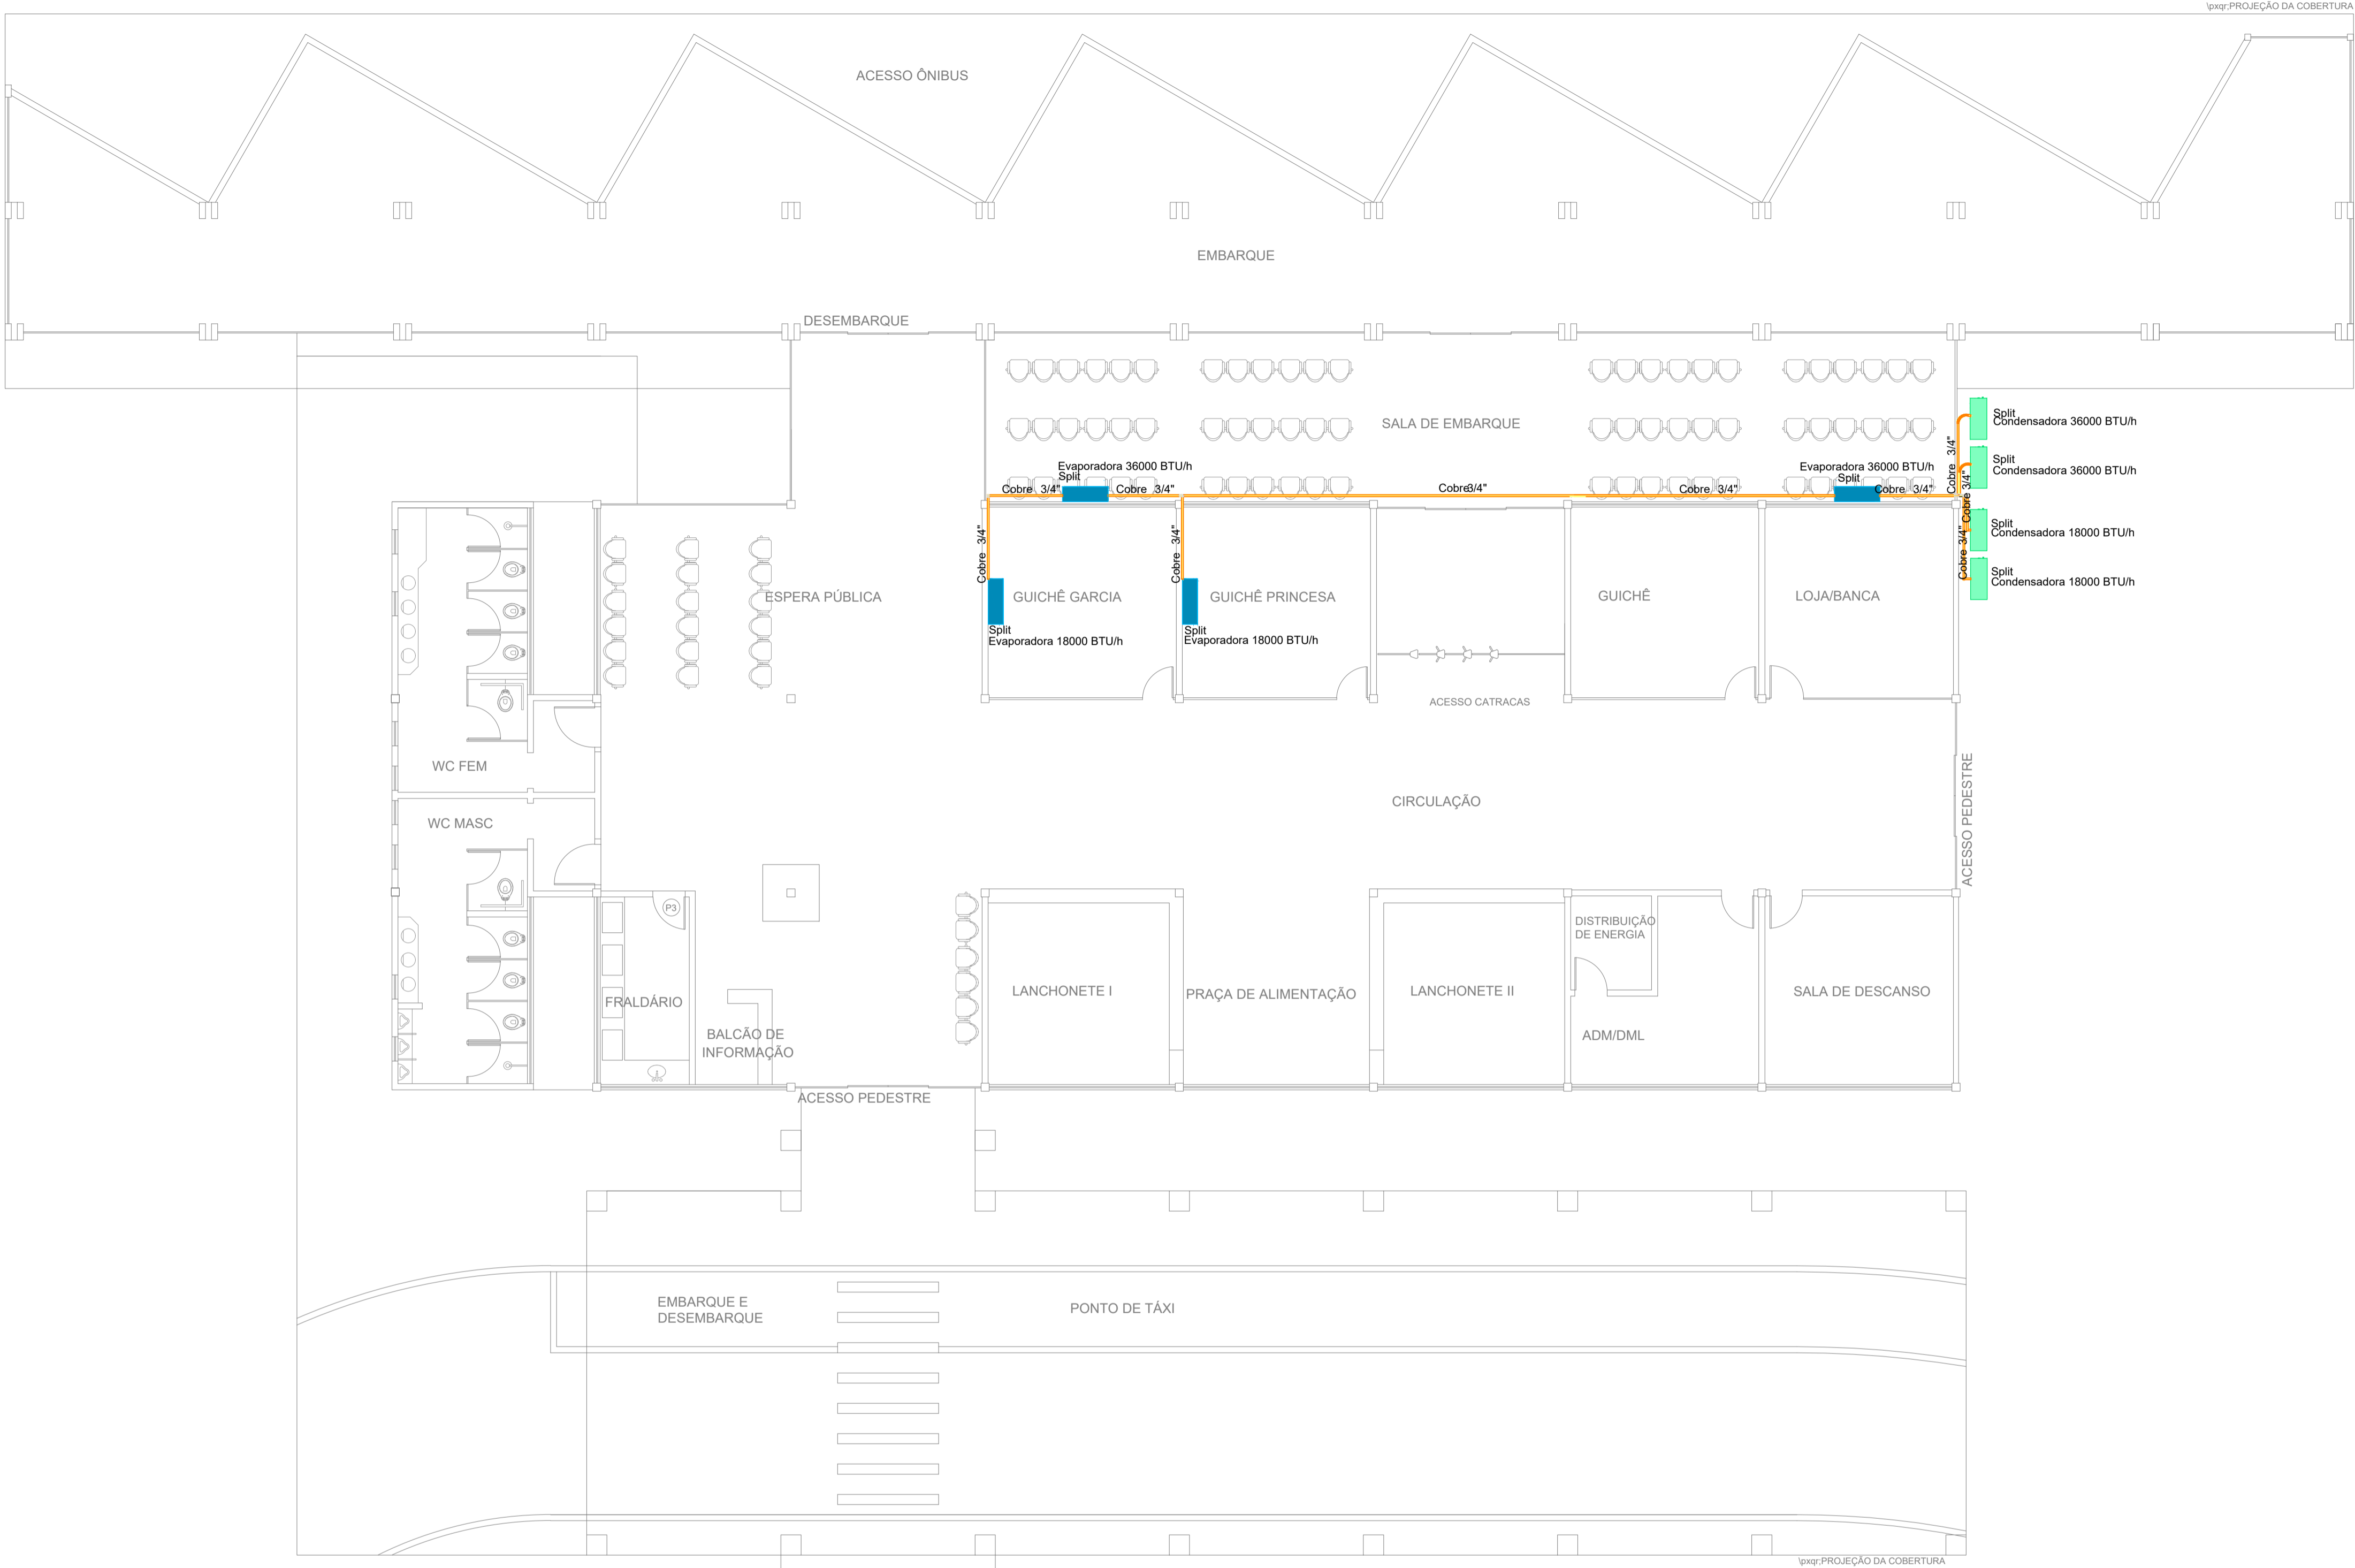 \pxqr;PROJEÇÃO DA COBERTURA
ACESSO ÔNIBUS
EMBARQUE
DESEMBARQUE
SALA DE EMBARQUE
Split
Condensadora 36000 BTU/h
Split
Condensadora 36000 BTU/h
Split
Condensadora 18000 BTU/h
Split
Condensadora 18000 BTU/h
Evaporadora 36000 BTU/h
Split
Evaporadora 36000 BTU/h
Split
Cobre 3/4"
Cobre 3/4"
Cobre 3/4"
Cobre 3/4"
Cobre 3/4"
Cobre 3/4"
Cobre 3/4"
Cobre 3/4"
Cobre 3/4"
Cobre 3/4"
ESPERA PÚBLICA
GUICHÊ GARCIA
GUICHÊ PRINCESA
GUICHÊ
LOJA/BANCA
Split
Evaporadora 18000 BTU/h
Split
Evaporadora 18000 BTU/h
ACESSO CATRACAS
WC FEM
WC MASC
CIRCULAÇÃO
ACESSO PEDESTRE
P3
DISTRIBUIÇÃO
DE ENERGIA
FRALDÁRIO
LANCHONETE I
PRAÇA DE ALIMENTAÇÃO
LANCHONETE II
SALA DE DESCANSO
BALCÃO DE
INFORMAÇÃO
ADM/DML
ACESSO PEDESTRE
EMBARQUE E
DESEMBARQUE
PONTO DE TÁXI
\pxqr;PROJEÇÃO DA COBERTURA